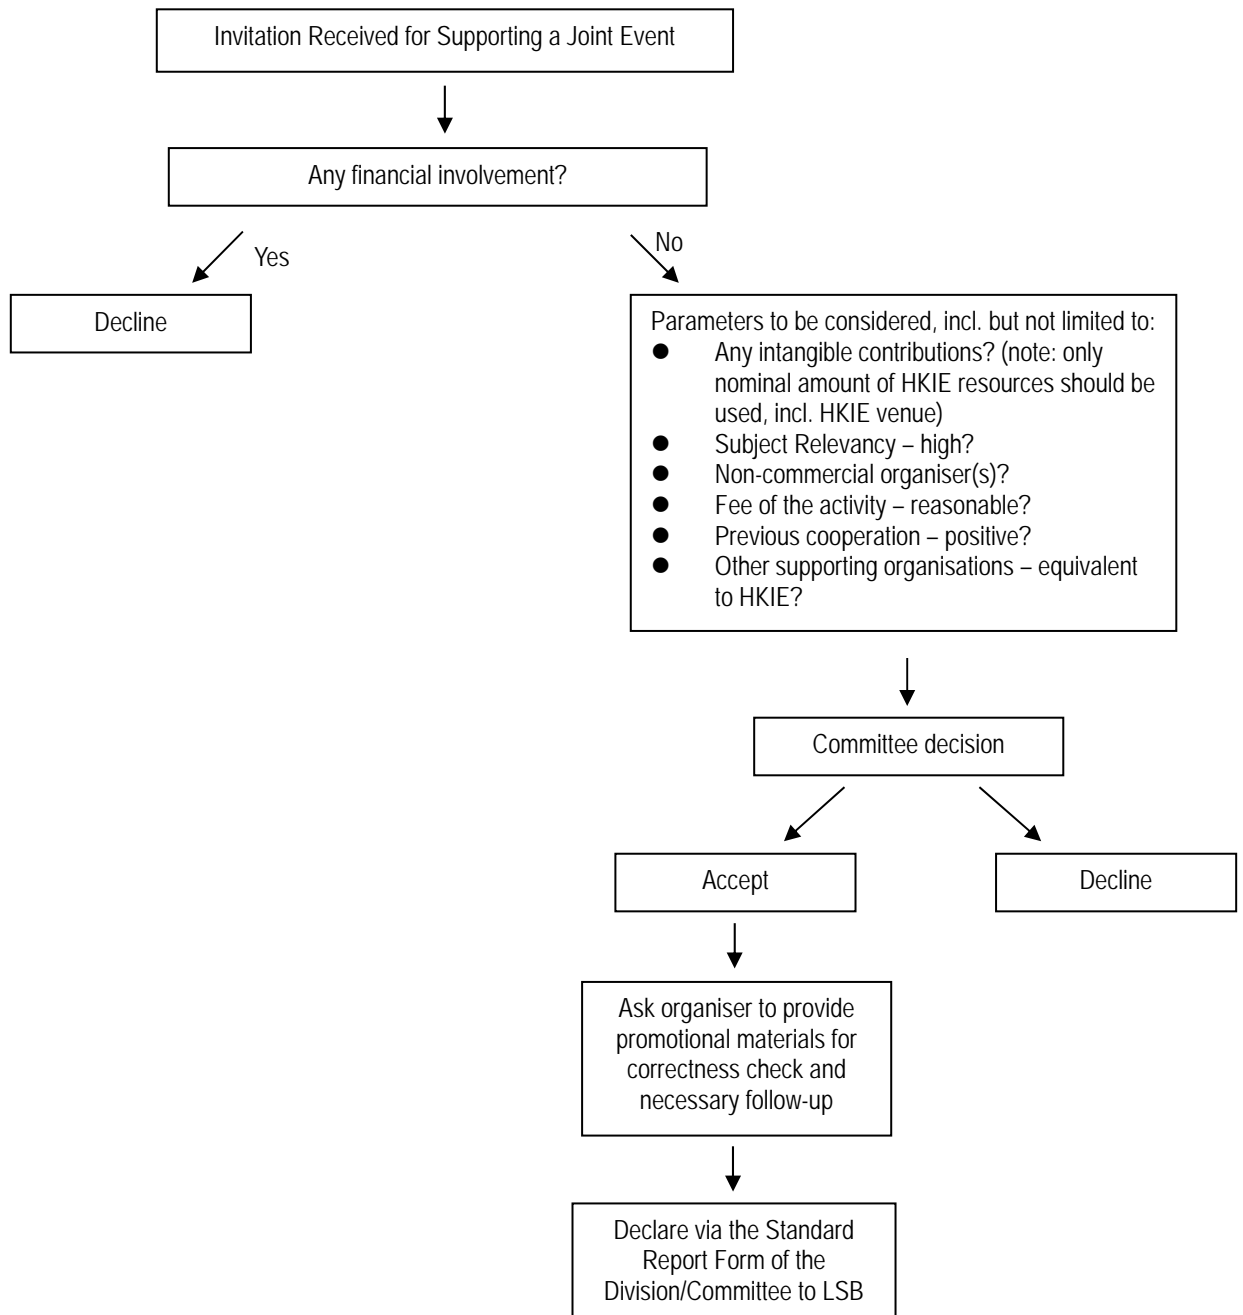 Invitation Received for Supporting a Joint Event
Any financial involvement?
Yes
No
Decline
Parameters to be considered, incl. but not limited to:
● Any intangible contributions? (note: only
nominal amount of HKIE resources should be
used, incl. HKIE venue)
● Subject Relevancy – high?
● Non-commercial organiser(s)?
● Fee of the activity – reasonable?
● Previous cooperation – positive?
● Other supporting organisations – equivalent
to HKIE?
Committee decision
Accept
Decline
Ask organiser to provide
promotional materials for
correctness check and
necessary follow-up
Declare via the Standard
Report Form of the
Division/Committee to LSB